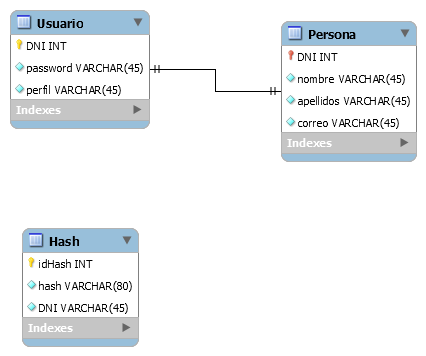 Usuario
DNI INT
password VARCHAR(45)
perfil VARCHAR(45)
Indexes
Persona
DNI INT
nombre VARCHAR(45)
apellidos VARCHAR(45)
correo VARCHAR(45)
Indexes
Hash
idHash INT
hash VARCHAR(80)
DNI VARCHAR(45)
Indexes